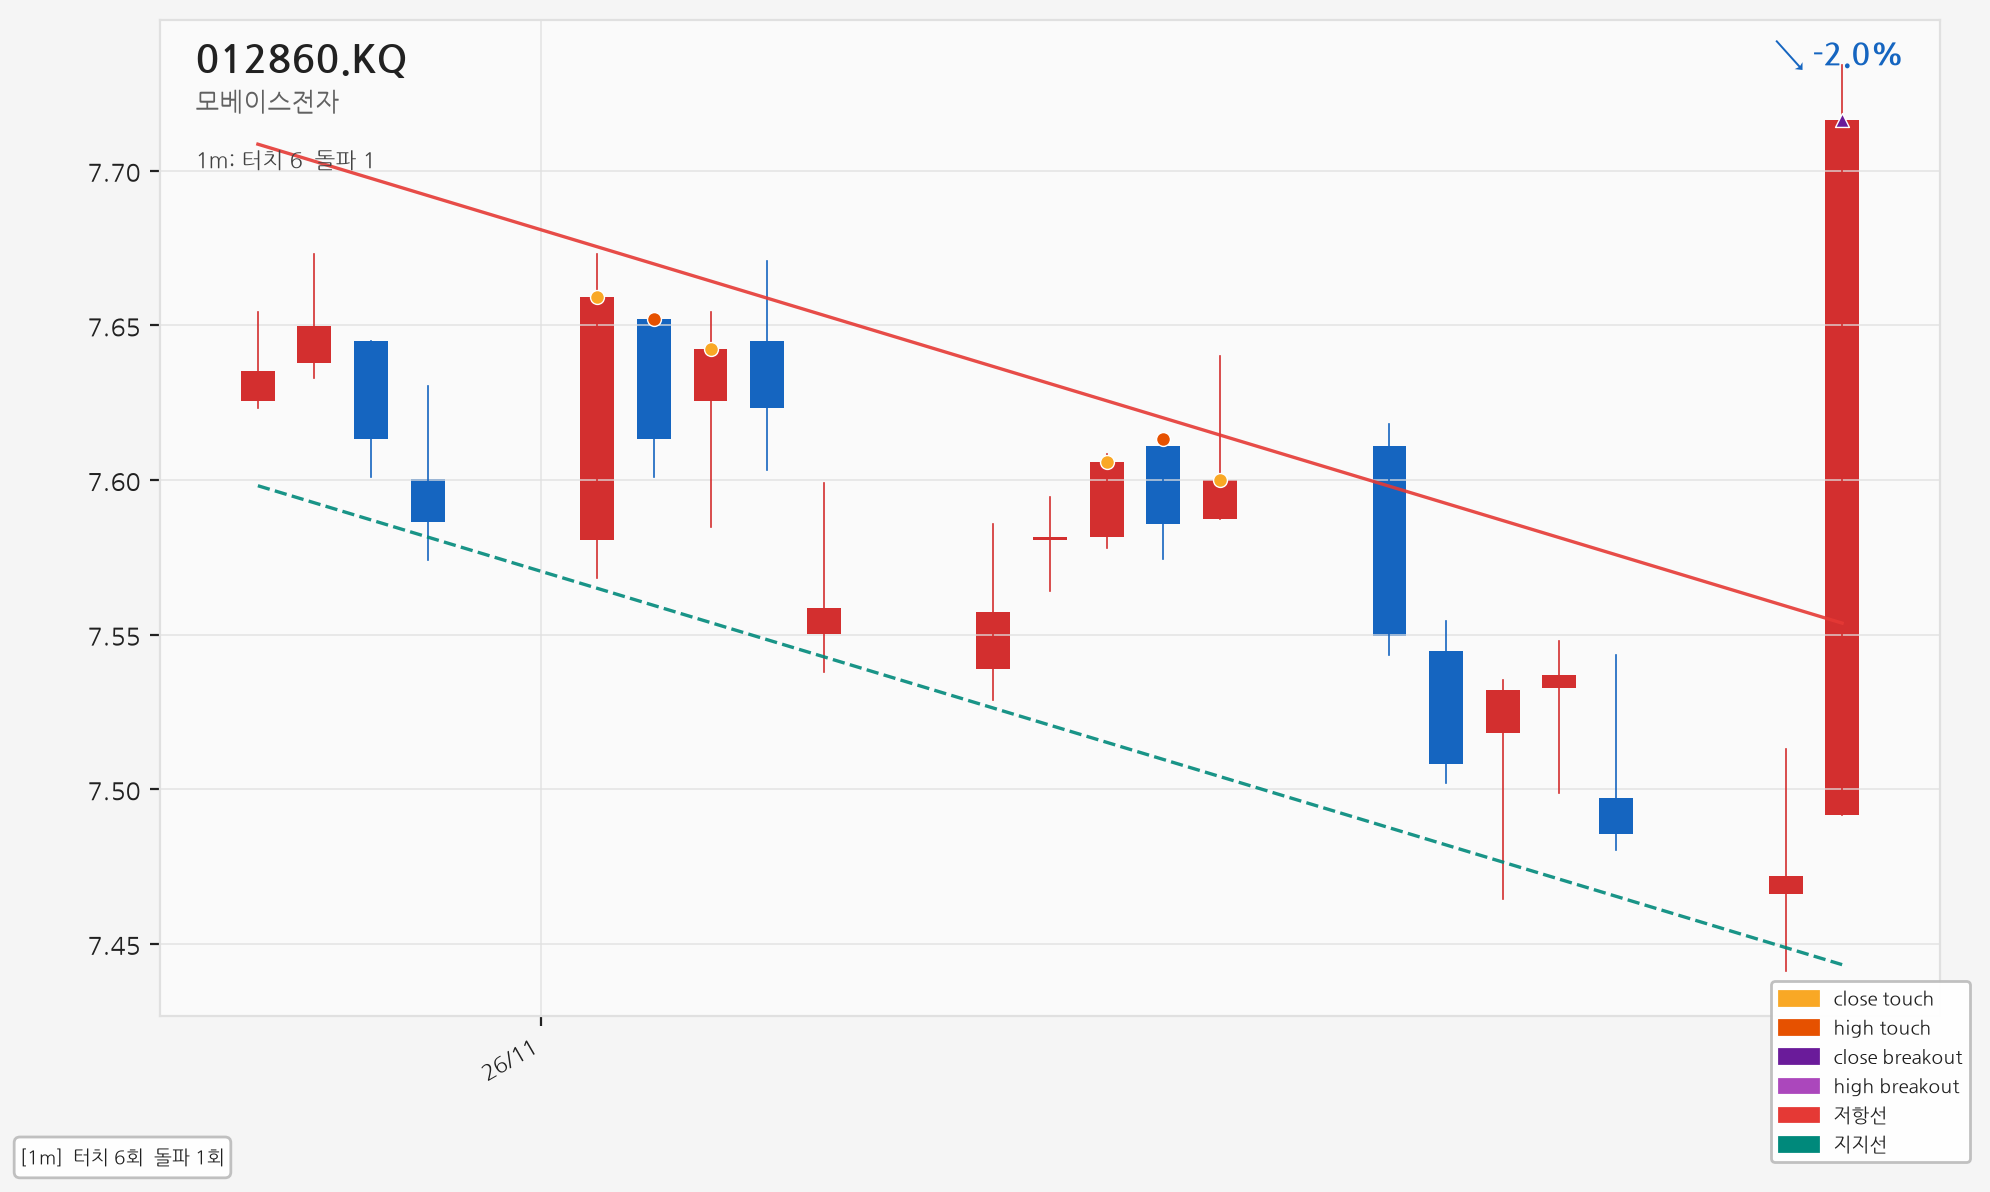 012860.KQ
모베이스전자
1m: 터치 6 돌파 1
-2.0%
7.70
7.65
7.60
7.55
7.50
7.45
26/11
close touch
high touch
close breakout
high breakout
저항선
지지선
[1m] 터치 6회 돌파 1회